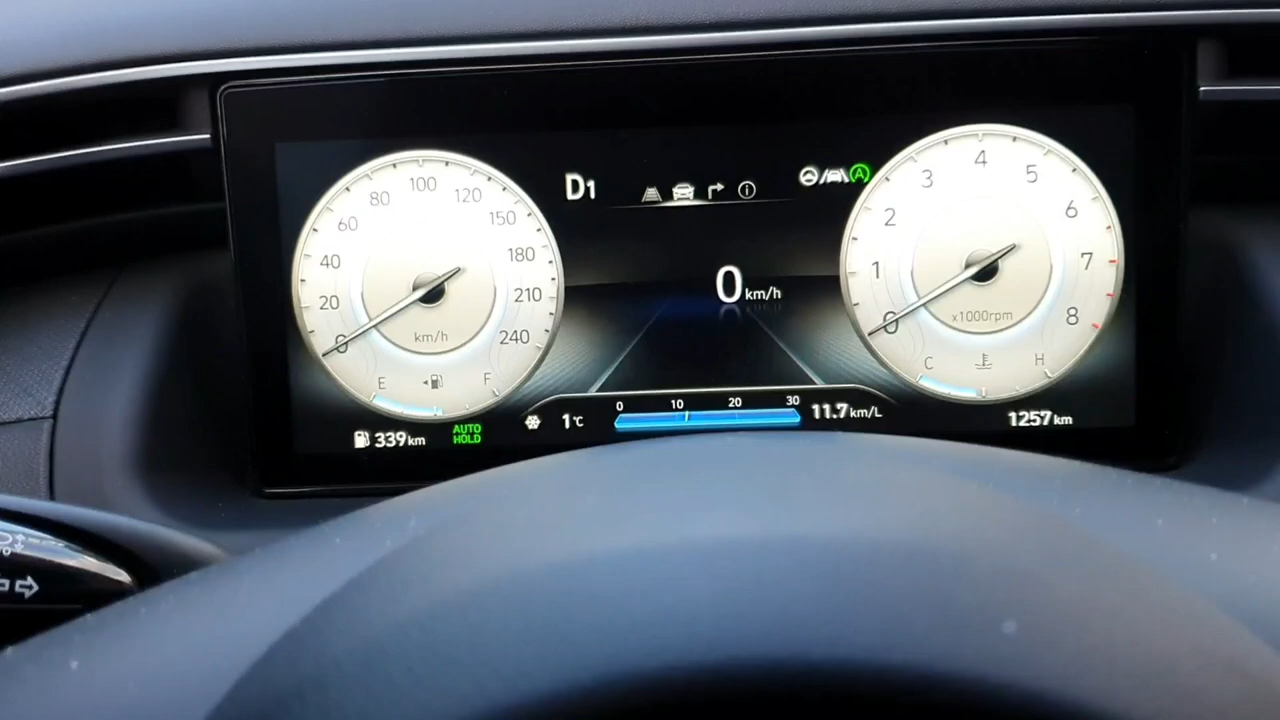 D1
A
0 km/h
0
20
40
60
80
100
120
150
180
210
240
km/h
E
F
339 km
AUTO
HOLD
1°C
0 10 20 30
11.7 km/L
0
1
2
3
4
5
6
7
8
x1000rpm
C
H
1257 km